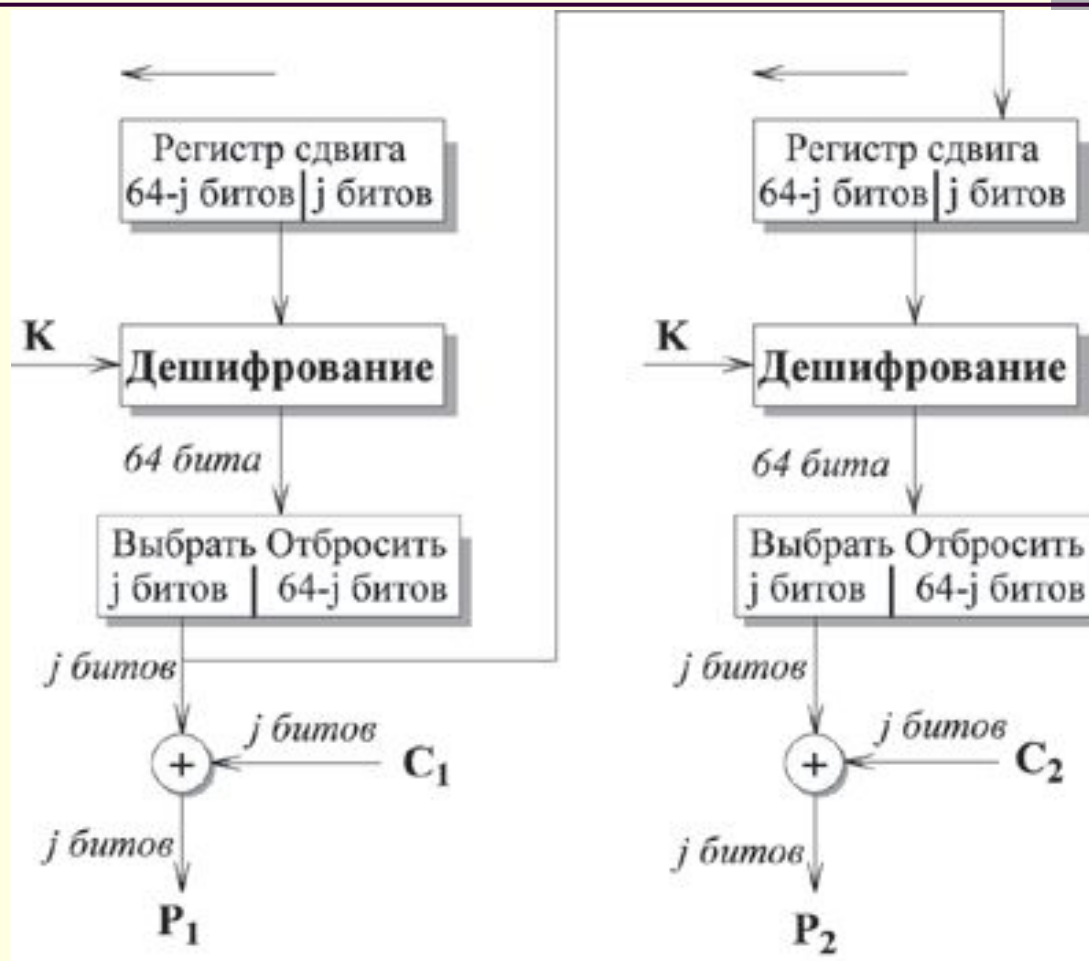 Регистр сдвига
64-j битов | j битов
K
Дешифрование
64 бита
Выбрать Отбросить
j битов | 64-j битов
j битов
j битов
+
C₁
j битов
P₁
Регистр сдвига
64-j битов | j битов
K
Дешифрование
64 бита
Выбрать Отбросить
j битов | 64-j битов
j битов
j битов
+
C₂
j битов
P₂